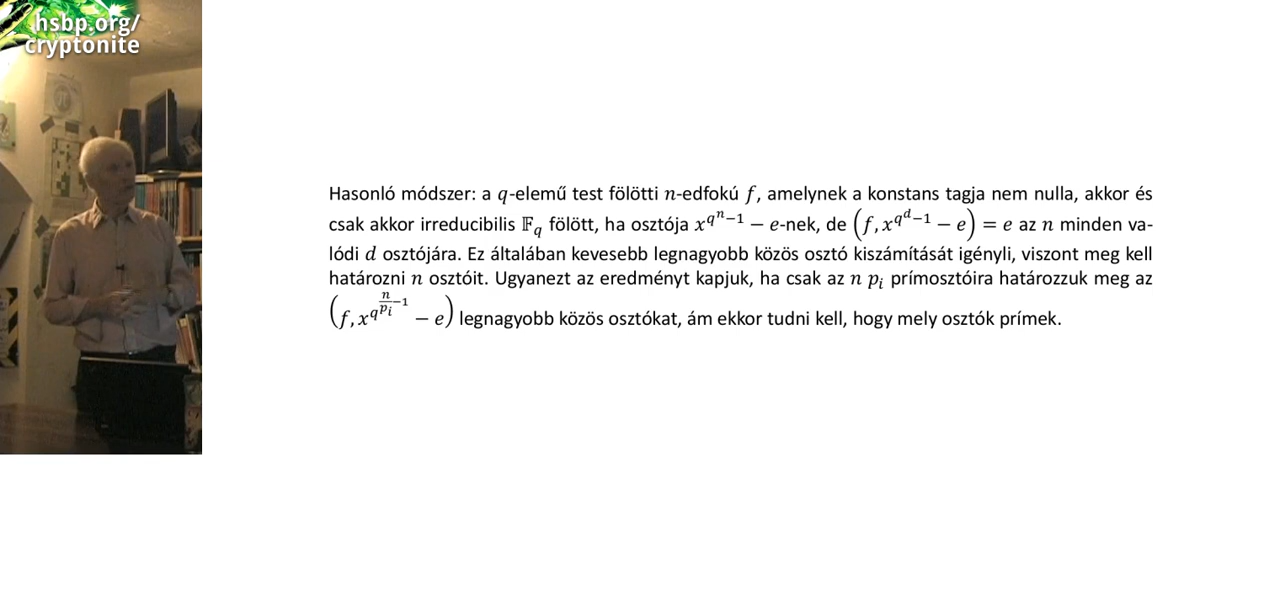 hsbp.org/
cryptonite
Hasonló módszer: a q-elemű test fölötti n-edfokú f, amelynek a konstans tagja nem nulla, akkor és
csak akkor irreducibilis 𝔽_q fölött, ha osztója x^{q^n−1} − e-nek, de (f, x^{q^d−1} − e) = e az n minden va-
lódi d osztójára. Ez általában kevesebb legnagyobb közös osztó kiszámítását igényli, viszont meg kell
határozni n osztóit. Ugyanezt az eredményt kapjuk, ha csak az n p_i prímosztóira határozzuk meg az
(f, x^{q^{n/p_i}−1} − e) legnagyobb közös osztókat, ám ekkor tudni kell, hogy mely osztók prímek.